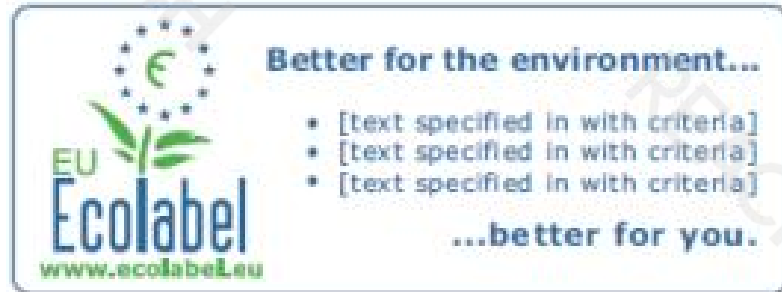 Better for the environment...
• [text specified in with criteria]
• [text specified in with criteria]
• [text specified in with criteria]
...better for you.
EU
Ecolabel
www.ecolabel.eu